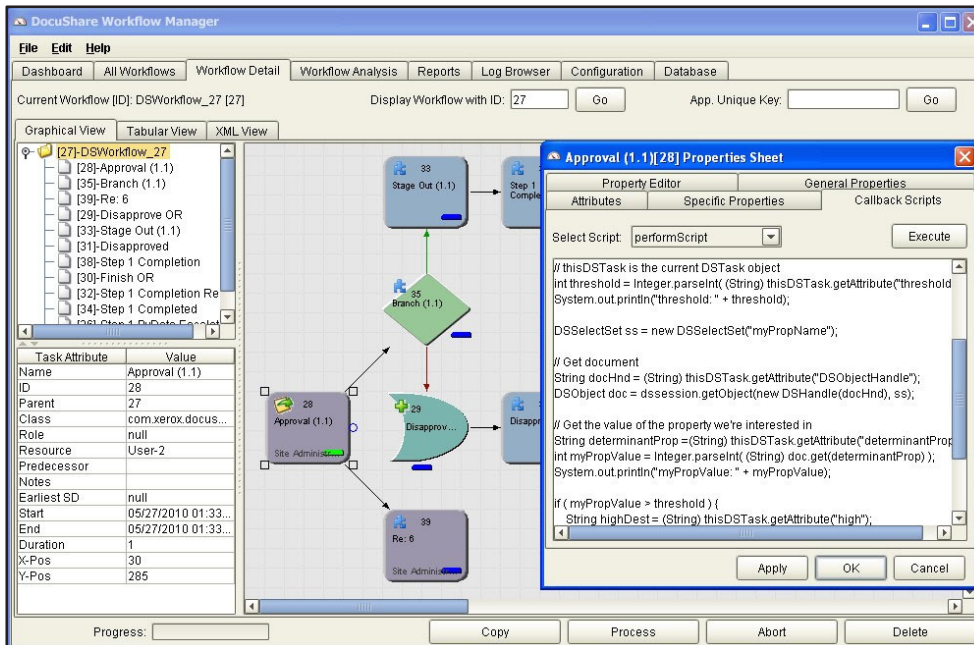 DocuShare Workflow Manager
File Edit Help
Dashboard All Workflows Workflow Detail Workflow Analysis Reports Log Browser Configuration Database
Current Workflow [ID]: DSWorkflow_27 [27] Display Workflow with ID: 27 Go App. Unique Key: Go
Graphical View Tabular View XML View
[27]-DSWorkflow_27
[28]-Approval (1.1)
[35]-Branch (1.1)
[39]-Re: 6
[29]-Disapprove OR
[33]-Stage Out (1.1)
[31]-Disapproved
[38]-Step 1 Completion
[30]-Finish OR
[32]-Step 1 Completion Re
[34]-Step 1 Completed
Task Attribute Value
Name Approval (1.1)
ID 28
Parent 27
Class com.xerox.docus...
Role null
Resource User-2
Predecessor
Notes
Earliest SD null
Start 05/27/2010 01:33...
End 05/27/2010 01:33...
Duration 1
X-Pos 30
Y-Pos 285
33
Stage Out (1.1)
Step 1
Comple
35
Branch (1.1)
28
Approval (1.1)
Site Administr...
29
Disapprov...
Disappr
39
Re: 6
Site Administr...
Approval (1.1)[28] Properties Sheet
Property Editor General Properties
Attributes Specific Properties Callback Scripts
Select Script: performScript Execute
// thisDSTask is the current DSTask object
int threshold = Integer.parseInt( (String) thisDSTask.getAttribute("threshold
System.out.println("threshold: " + threshold);
DSSelectSet ss = new DSSelectSet("myPropName");
// Get document
String docHnd = (String) thisDSTask.getAttribute("DSObjectHandle");
DSObject doc = dssession.getObject(new DSHandle(docHnd), ss);
// Get the value of the property we're interested in
String determinantProp =(String) thisDSTask.getAttribute("determinantProp
int myPropValue = Integer.parseInt( (String) doc.get(determinantProp) );
System.out.println("myPropValue: " + myPropValue);
if ( myPropValue > threshold ) {
String highDest = (String) thisDSTask.getAttribute("high");
Apply OK Cancel
Progress: Copy Process Abort Delete